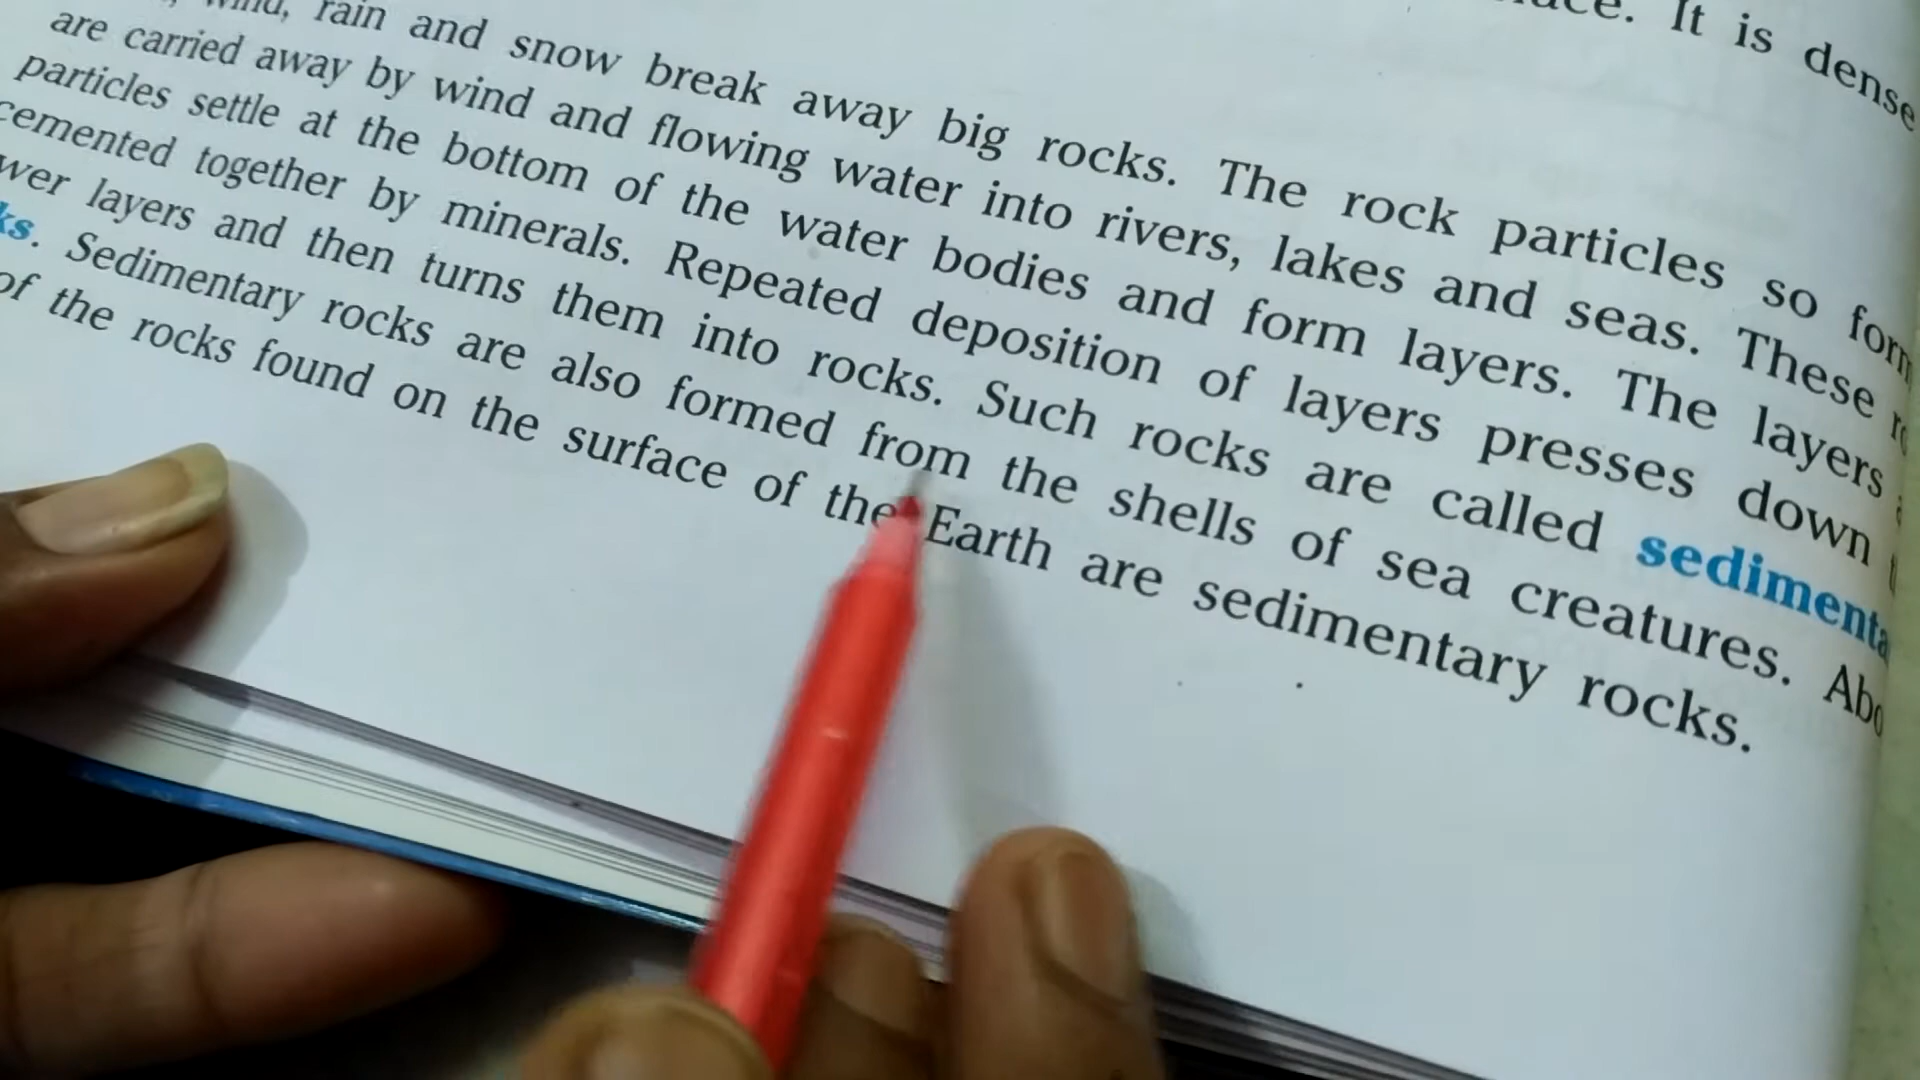 It is dense
wind, rain and snow break away big rocks. The rock particles so form
are carried away by wind and flowing water into rivers, lakes and seas. These
particles settle at the bottom of the water bodies and form layers. The layers
cemented together by minerals. Repeated deposition of layers presses down
wer layers and then turns them into rocks. Such rocks are called sedimenta
ks. Sedimentary rocks are also formed from the shells of sea creatures. Abo
of the rocks found on the surface of the Earth are sedimentary rocks.